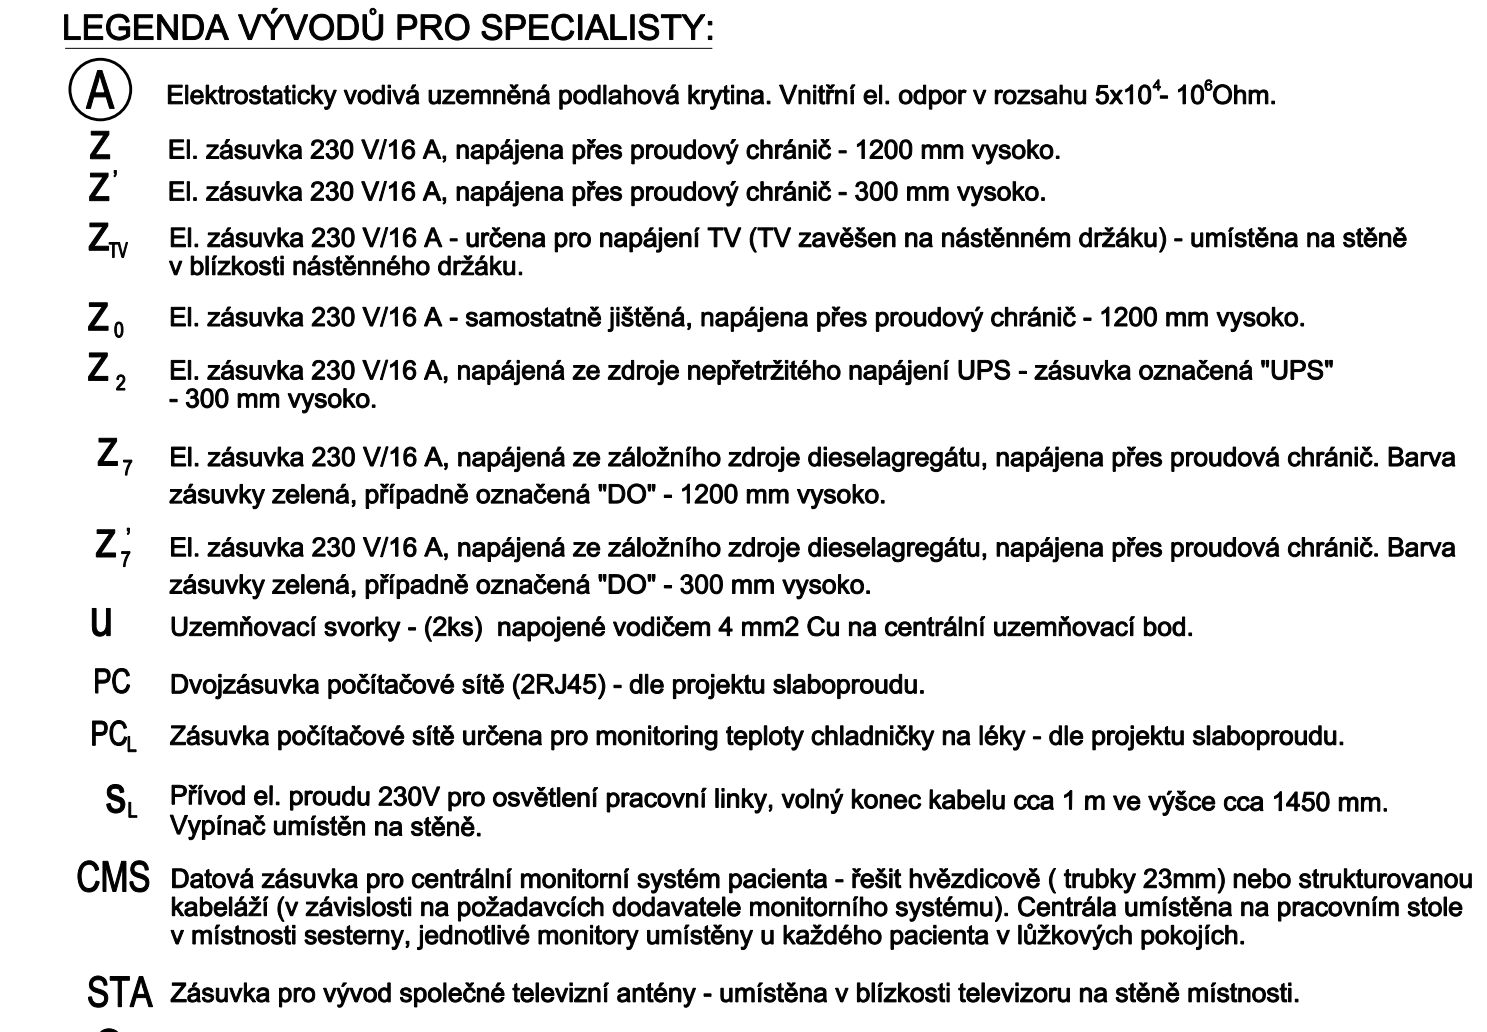 LEGENDA VÝVODŮ PRO SPECIALISTY:
A Elektrostaticky vodivá uzemněná podlahová krytina. Vnitřní el. odpor v rozsahu 5x10⁴- 10⁶Ohm.
Z El. zásuvka 230 V/16 A, napájena přes proudový chránič - 1200 mm vysoko.
Z' El. zásuvka 230 V/16 A, napájena přes proudový chránič - 300 mm vysoko.
Z TV El. zásuvka 230 V/16 A - určena pro napájení TV (TV zavěšen na nástěnném držáku) - umístěna na stěně
v blízkosti nástěnného držáku.
Z₀ El. zásuvka 230 V/16 A - samostatně jištěná, napájena přes proudový chránič - 1200 mm vysoko.
Z₂ El. zásuvka 230 V/16 A, napájená ze zdroje nepřetržitého napájení UPS - zásuvka označená "UPS"
- 300 mm vysoko.
Z₇ El. zásuvka 230 V/16 A, napájená ze záložního zdroje dieselagregátu, napájena přes proudová chránič. Barva
zásuvky zelená, případně označená "DO" - 1200 mm vysoko.
Z₇' El. zásuvka 230 V/16 A, napájená ze záložního zdroje dieselagregátu, napájena přes proudová chránič. Barva
zásuvky zelená, případně označená "DO" - 300 mm vysoko.
u Uzemňovací svorky - (2ks) napojené vodičem 4 mm2 Cu na centrální uzemňovací bod.
PC Dvojzásuvka počítačové sítě (2RJ45) - dle projektu slaboproudu.
PC L Zásuvka počítačové sítě určena pro monitoring teploty chladničky na léky - dle projektu slaboproudu.
S L Přívod el. proudu 230V pro osvětlení pracovní linky, volný konec kabelu cca 1 m ve výšce cca 1450 mm.
Vypínač umístěn na stěně.
CMS Datová zásuvka pro centrální monitorní systém pacienta - řešit hvězdicově ( trubky 23mm) nebo strukturovanou
kabeláží (v závislosti na požadavcích dodavatele monitorního systému). Centrála umístěna na pracovním stole
v místnosti sesterny, jednotlivé monitory umístěny u každého pacienta v lůžkových pokojích.
STA Zásuvka pro vývod společné televizní antény - umístěna v blízkosti televizoru na stěně místnosti.